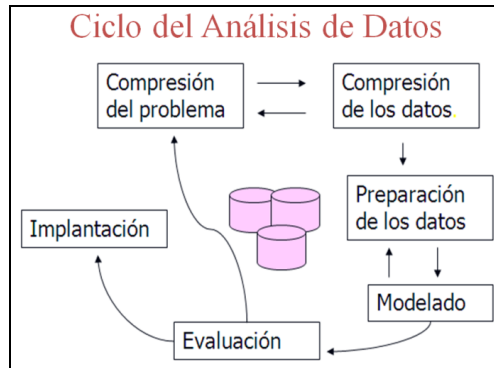 Ciclo del Análisis de Datos
Compresión
del problema
Compresión
de los datos.
Preparación
de los datos
Implantación
Modelado
Evaluación